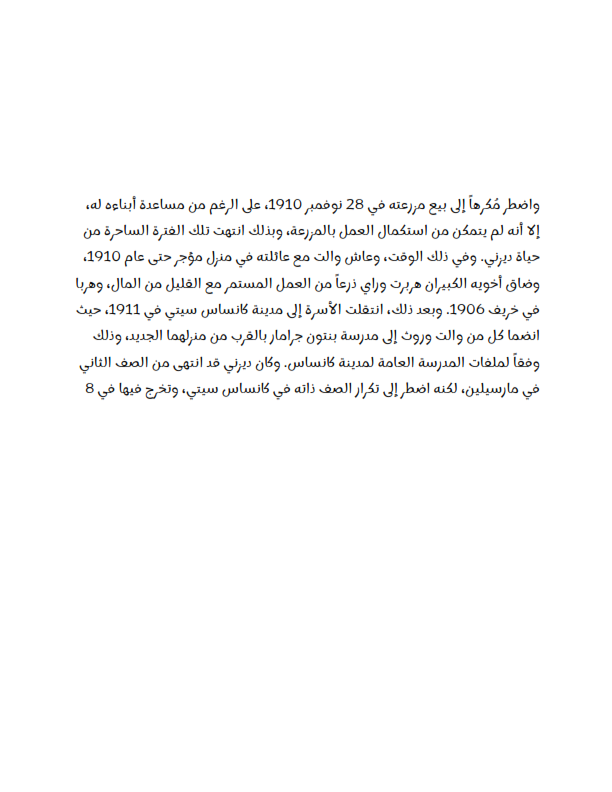 واضطر مُكرهاً إلى بيع مزرعته في 28 نوفمبر 1910، على الرغم من مساعدة أبناءه له،
إلا أنه لم يتمكن من استكمال العمل بالمزرعة، وبذلك انتهت تلك الفترة الساحرة من
حياة ديزني. وفي ذلك الوقت، وعاش والت مع عائلته في منزل مؤجر حتى عام 1910،
وضاق أخويه الكبيران هربرت وراي ذرعاً من العمل المستمر مع القليل من المال، وهربا
في خريف 1906. وبعد ذلك، انتقلت الأسرة إلى مدينة كانساس سيتي في 1911، حيث
انضما كل من والت وروث إلى مدرسة بنتون جرامار بالقرب من منزلهما الجديد، وذلك
وفقاً لملفات المدرسة العامة لمدينة كانساس. وكان ديزني قد انتهى من الصف الثاني
في مارسيلين، لكنه اضطر إلى تكرار الصف ذاته في كانساس سيتي، وتخرج فيها في 8